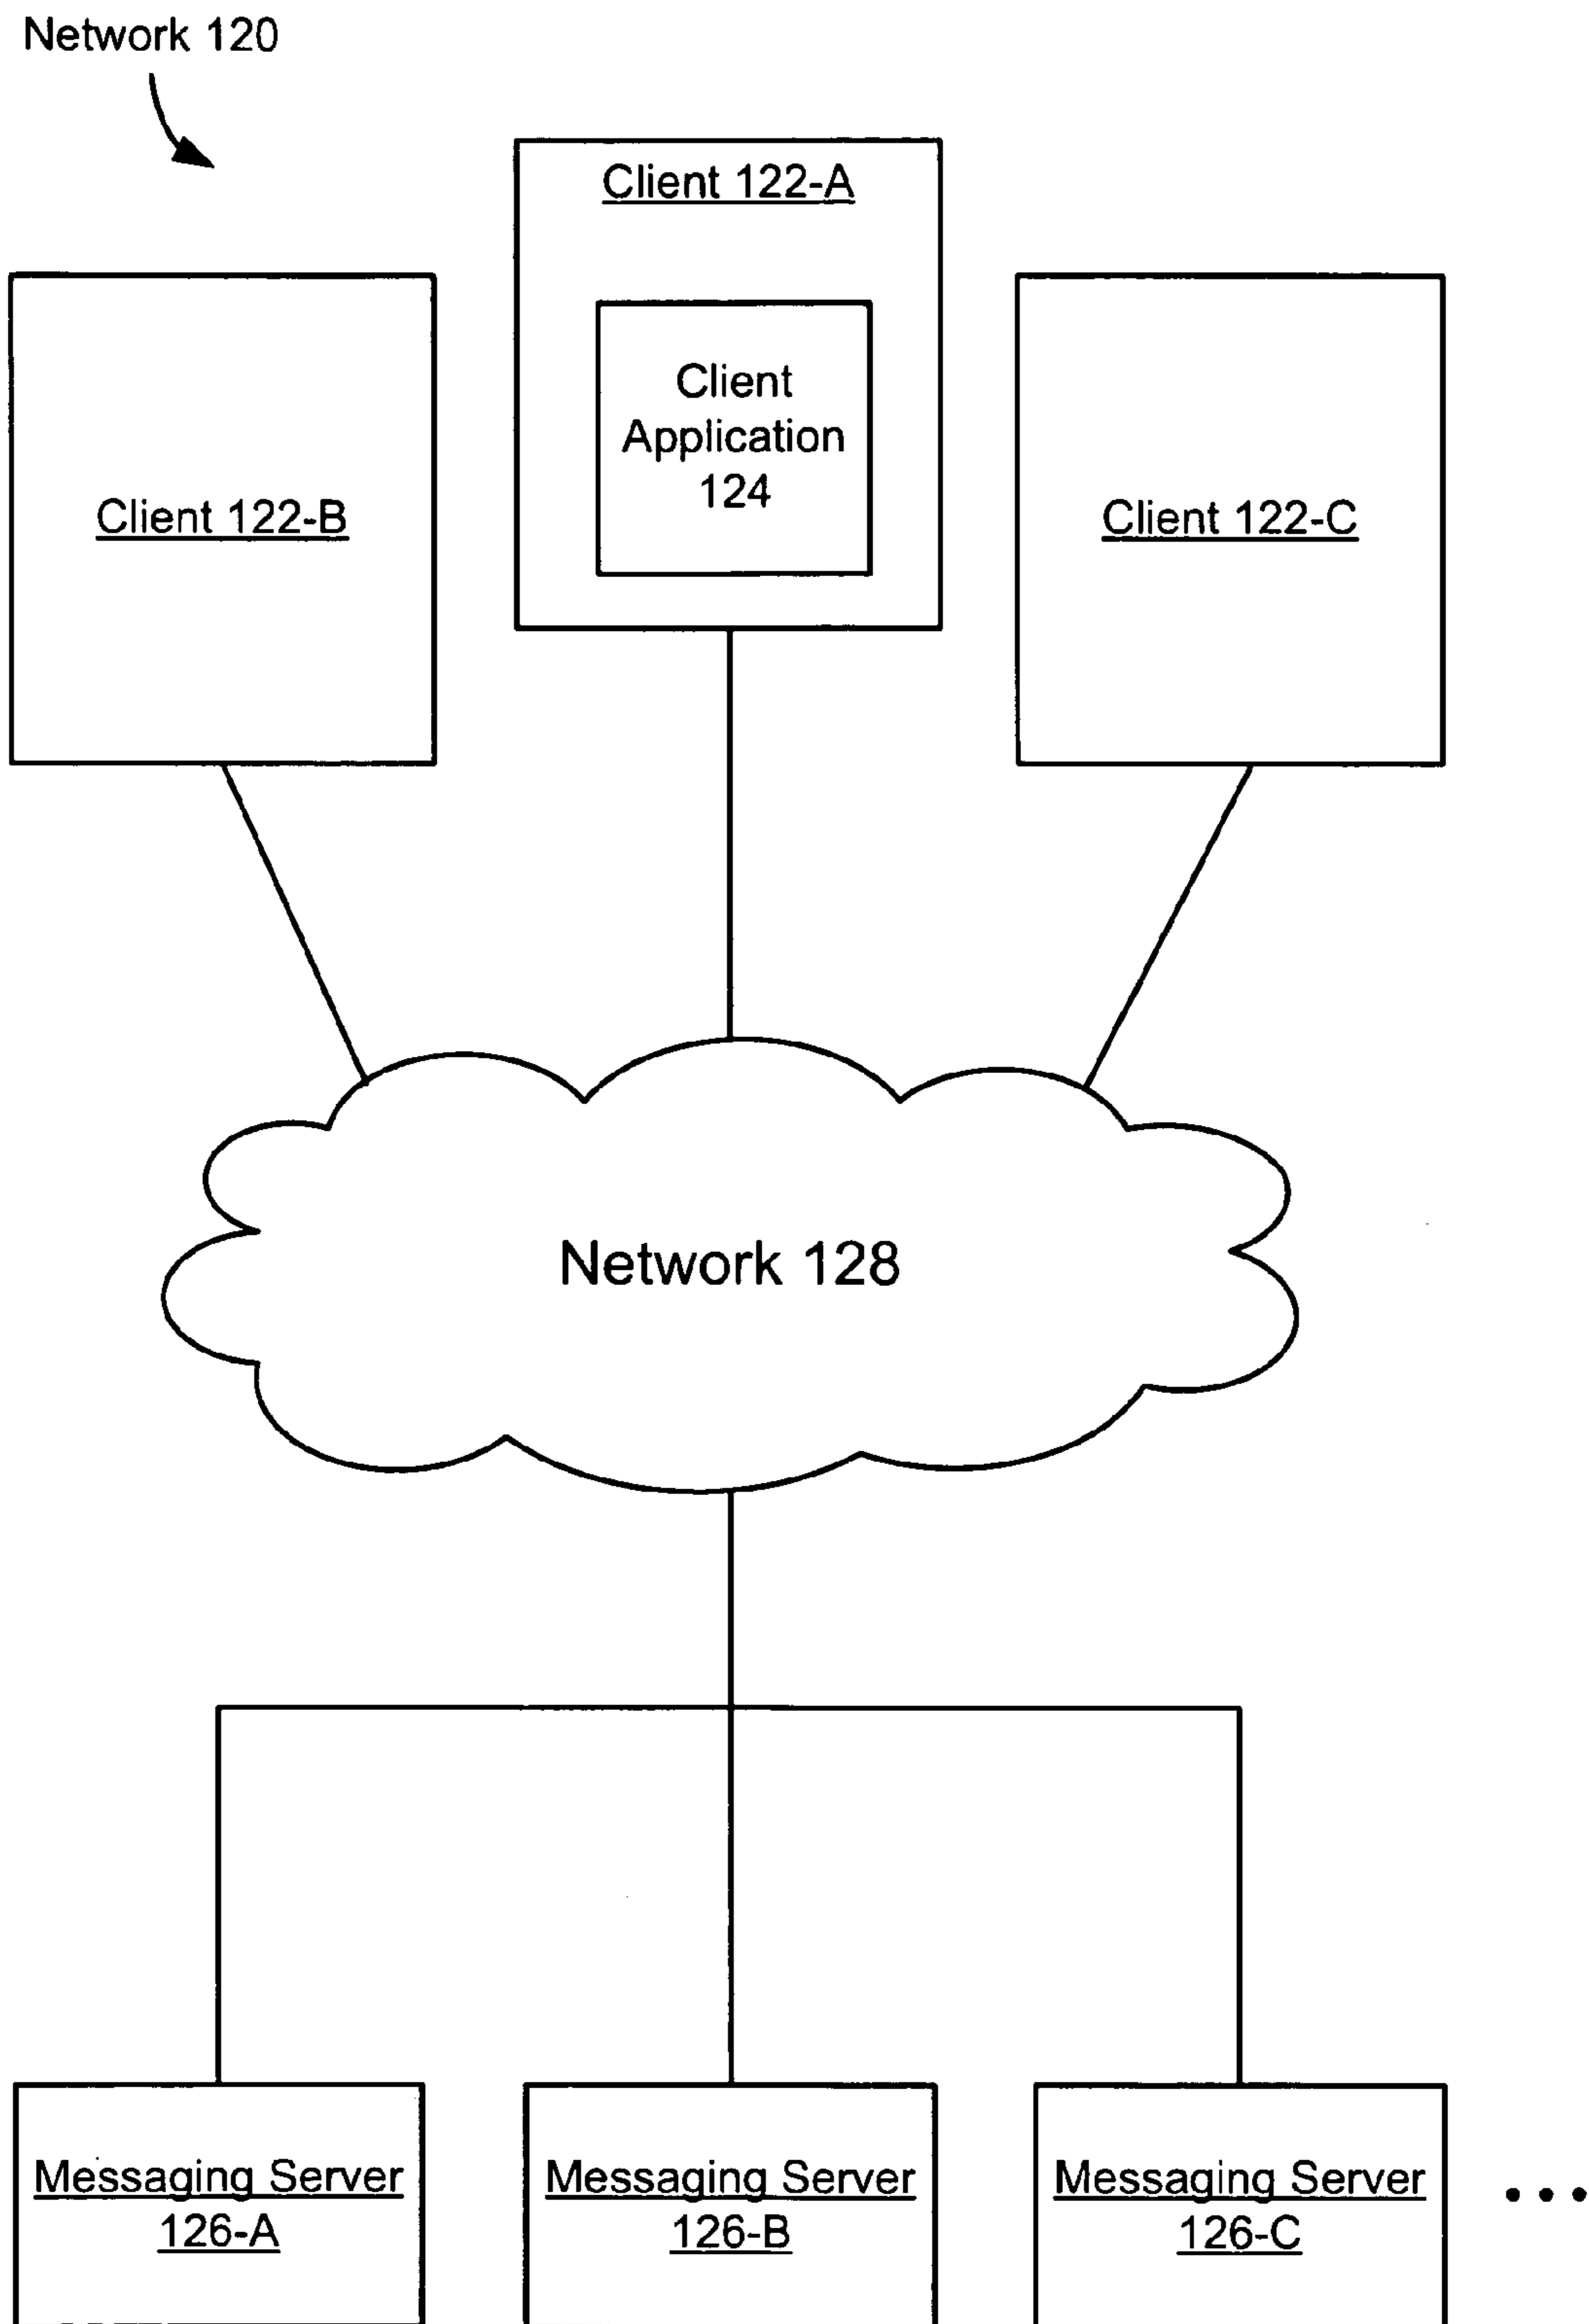 Network 120
Client 122-A
Client
Application
124
Client 122-B
Client 122-C
Network 128
Messaging Server
126-A
Messaging Server
126-B
Messaging Server
126-C